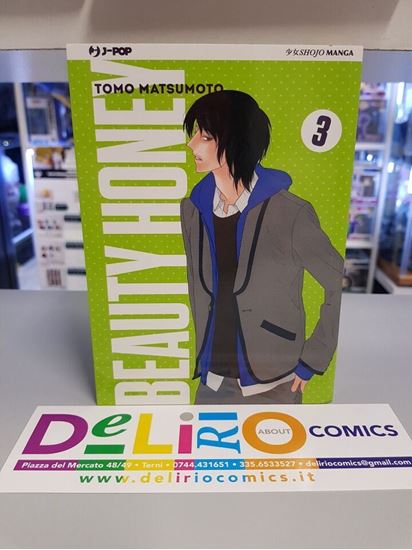 J-POP
少女SHOJO MANGA
TOMO MATSUMOTO
3
BEAUTY HONEY
DeLiRiO ABOUT COMICS
Piazza del Mercato 48/49 • Terni • 0744.431651 • 335.6533527 • deliriocomics@gmail.com
www.deliriocomics.it